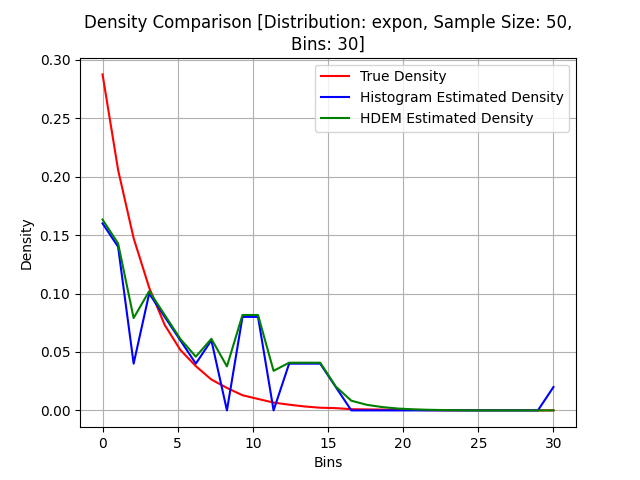 Density Comparison [Distribution: expon, Sample Size: 50,
Bins: 30]
True Density
Histogram Estimated Density
HDEM Estimated Density
0.30
0.25
0.20
0.15
0.10
0.05
0.00
Density
0
5
10
15
20
25
30
Bins